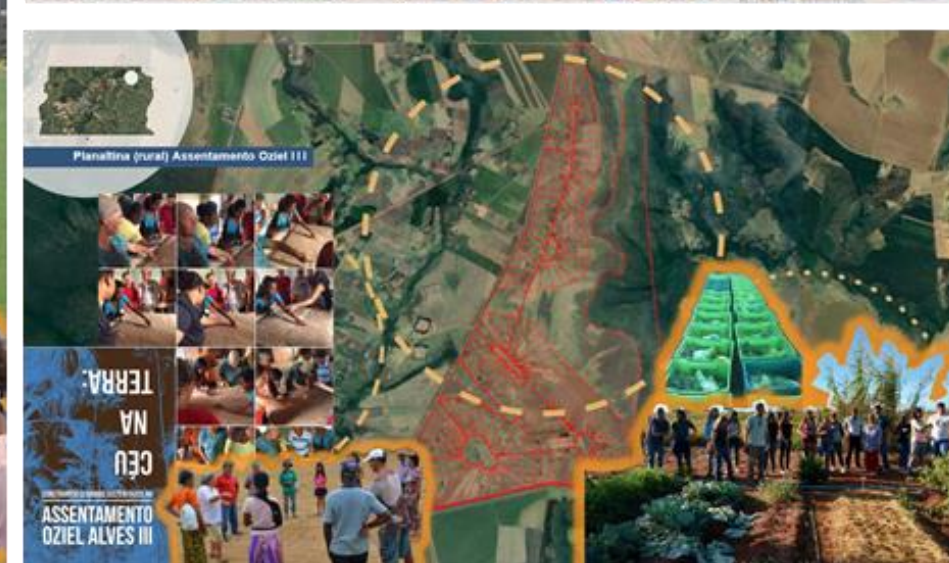 Planaltina (rural) Assentamento Oziel III
CÉU
NA
TERRA:
ASSENTAMENTO
OZIEL ALVES III